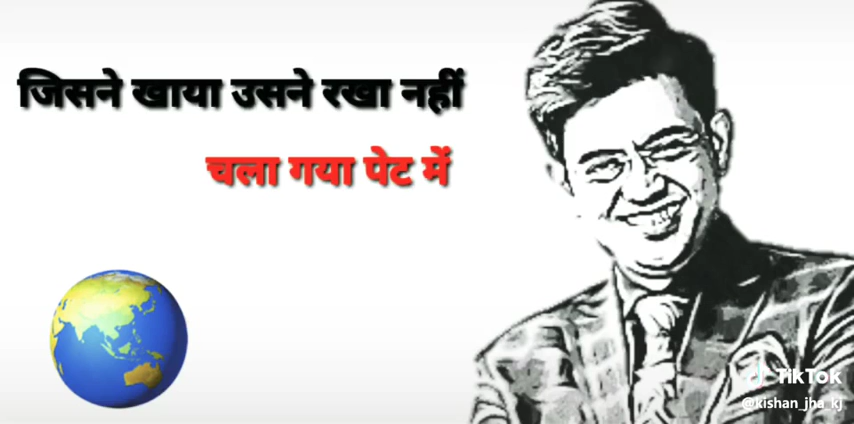 जिसने खाया उसने रखा नहीं
चला गया पेट में
TikTok
@kishan_jha_kj